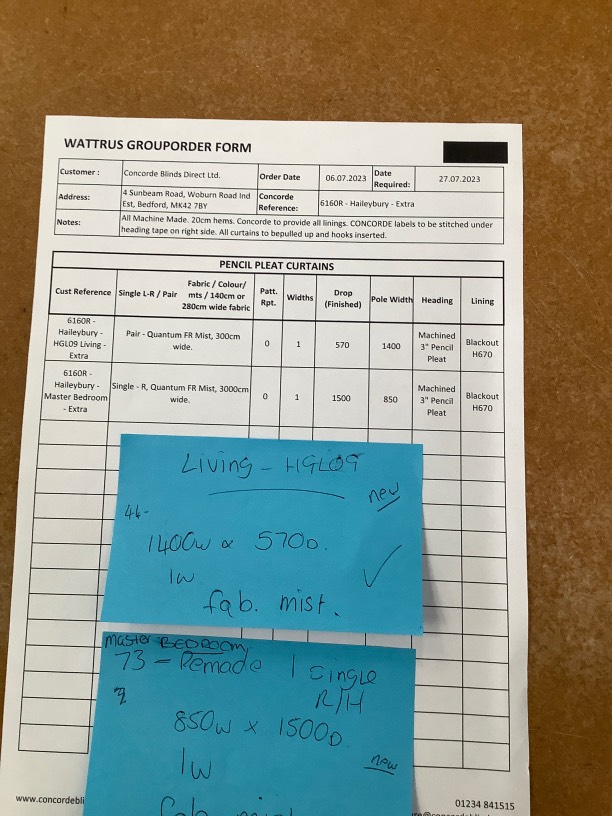 WATTRUS GROUPORDER FORM
Customer : Concorde Blinds Direct Ltd. Order Date 06.07.2023 Date Required: 27.07.2023
Address: 4 Sunbeam Road, Woburn Road Ind Est, Bedford, MK42 7BY Concorde Reference: 6160R - Haileybury - Extra
Notes: All Machine Made. 20cm hems. Concorde to provide all linings. CONCORDE labels to be stitched under
heading tape on right side. All curtains to bepulled up and hooks inserted.
PENCIL PLEAT CURTAINS
Cust Reference Single L-R / Pair Fabric / Colour/ mts / 140cm or 280cm wide fabric Patt. Rpt. Widths Drop (Finished) Pole Width Heading Lining
6160R - Haileybury - HGL09 Living - Extra Pair - Quantum FR Mist, 300cm wide. 0 1 570 1400 Machined 3" Pencil Pleat Blackout H670
6160R - Haileybury - Master Bedroom - Extra Single - R, Quantum FR Mist, 3000cm wide. 0 1 1500 850 Machined 3" Pencil Pleat Blackout H670
Living - HGL09
new
44-
1400w x 570D.
1w
fab. mist.
master BEDROOM
73 - Remade 1 single
R/H
850w x 1500D
1w
new
fab mist
www.concordebli
01234 841515